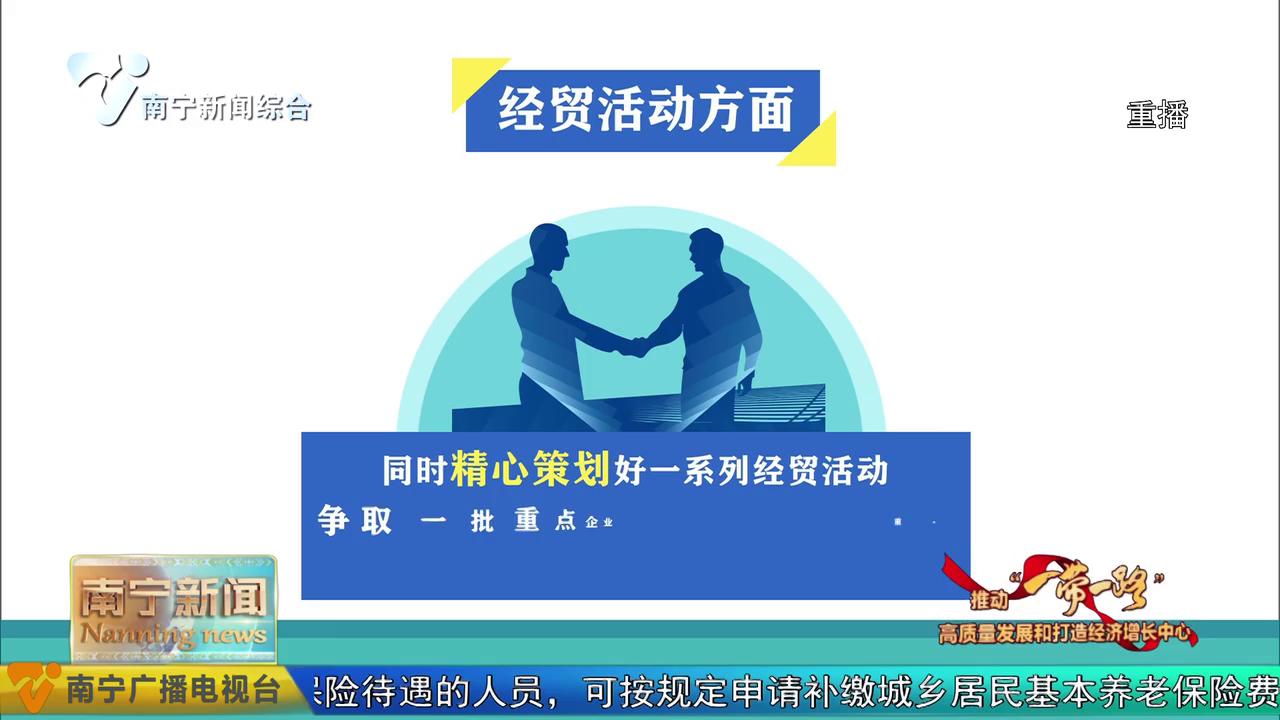 南宁新闻综合
经贸活动方面
重播
同时精心策划好一系列经贸活动
争取一批重点企业
重
南宁新闻
Nanning news
推动“一带一路”
高质量发展和打造经济增长中心
南宁广播电视台
保险待遇的人员，可按规定申请补缴城乡居民基本养老保险费